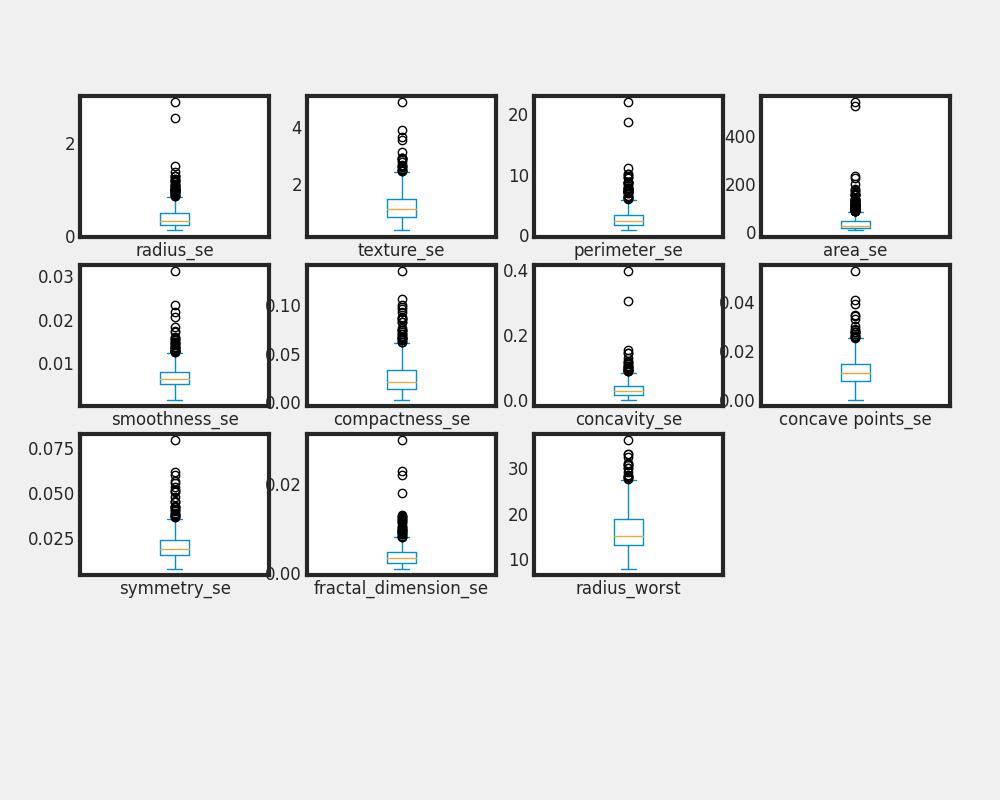 2
0
radius_se
4
2
texture_se
20
10
0
perimeter_se
400
200
0
area_se
0.03
0.02
0.01
smoothness_se
0.10
0.05
0.00
compactness_se
0.4
0.2
0.0
concavity_se
0.04
0.02
0.00
concave points_se
0.075
0.050
0.025
symmetry_se
0.02
0.00
fractal_dimension_se
30
20
10
radius_worst